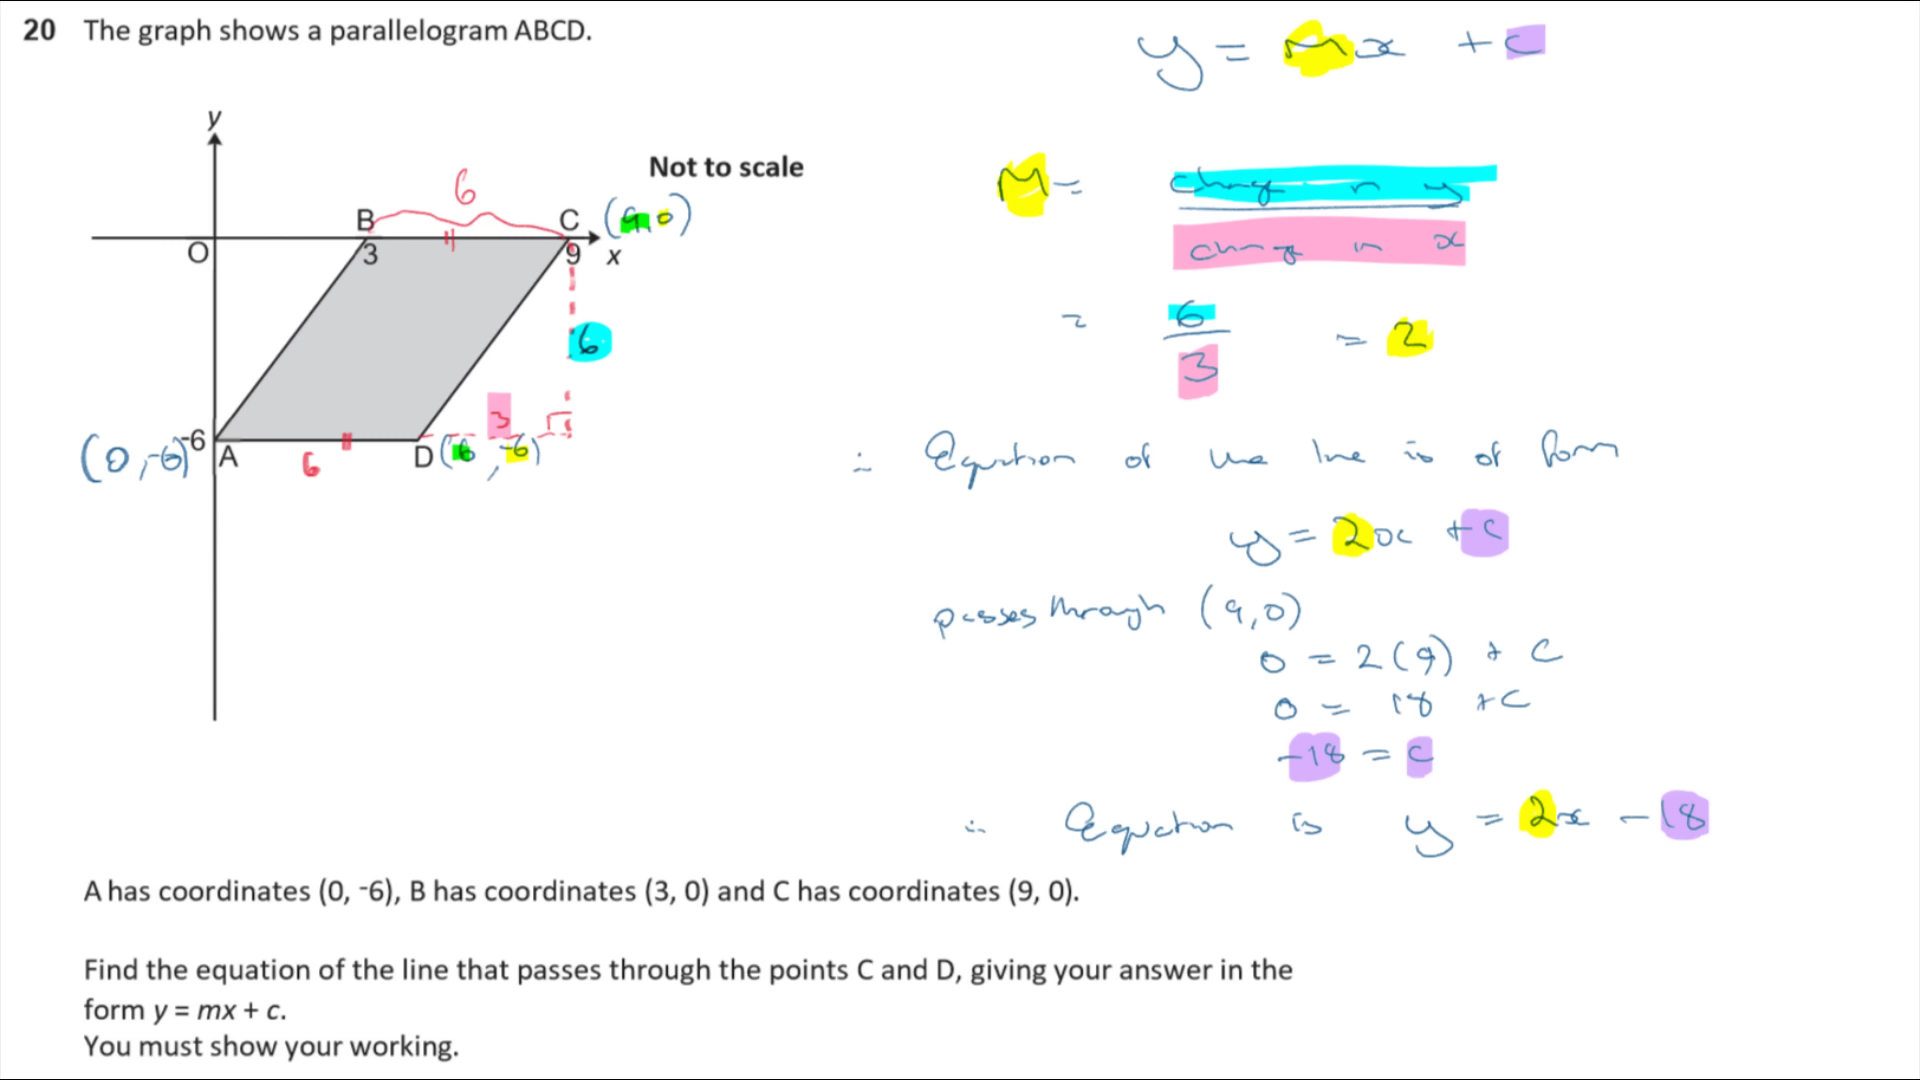 20 The graph shows a parallelogram ABCD.
y = mx + c
y
Not to scale
M = change in y
change in x
6
B C (9,0)
O 3 9 x
= 6/3 = 2
6
3
(0,-6) -6 A 6 D (6,-6)
∴ Equation of the line is of form
y = 2x + c
passes through (9,0)
0 = 2(9) + c
0 = 18 + c
-18 = c
∴ Equation is y = 2x - 18
A has coordinates (0, -6), B has coordinates (3, 0) and C has coordinates (9, 0).
Find the equation of the line that passes through the points C and D, giving your answer in the
form y = mx + c.
You must show your working.